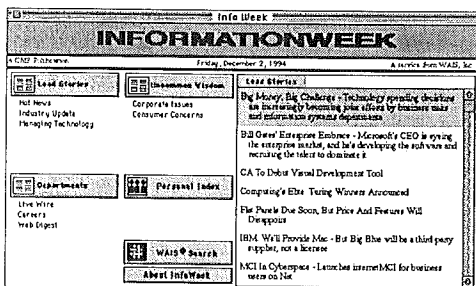 Info Week
INFORMATIONWEEK
A CMP Publication
Friday, December 2, 1994
A service from WAIS, Inc
Lead Stories
Hot News
Industry Update
Managing Technology
Uncommon Wisdom
Corporate Issues
Consumer Concerns
Departments
Live Wire
Careers
Web Digest
Personal Index
WAIS Search
About InfoWeek
Lead Stories
Big Money, Big Challenge - Technology spending decisions
are increasingly becoming joint efforts by business units
and information systems departments
Bill Gates' Enterprise Embrace - Microsoft's CEO is eyeing
the enterprise market, and he's developing the software and
recruiting the talent to dominate it
CA To Debut Visual Development Tool
Computing's Elite Turing Winners Announced
Flat Panels Due Soon, But Price And Features Will
Disappoint
IBM: We'll Provide Mac - But Big Blue will be a third party
supplier, not a licensee
MCI In Cyberspace - Launches internetMCI for business
users on Net